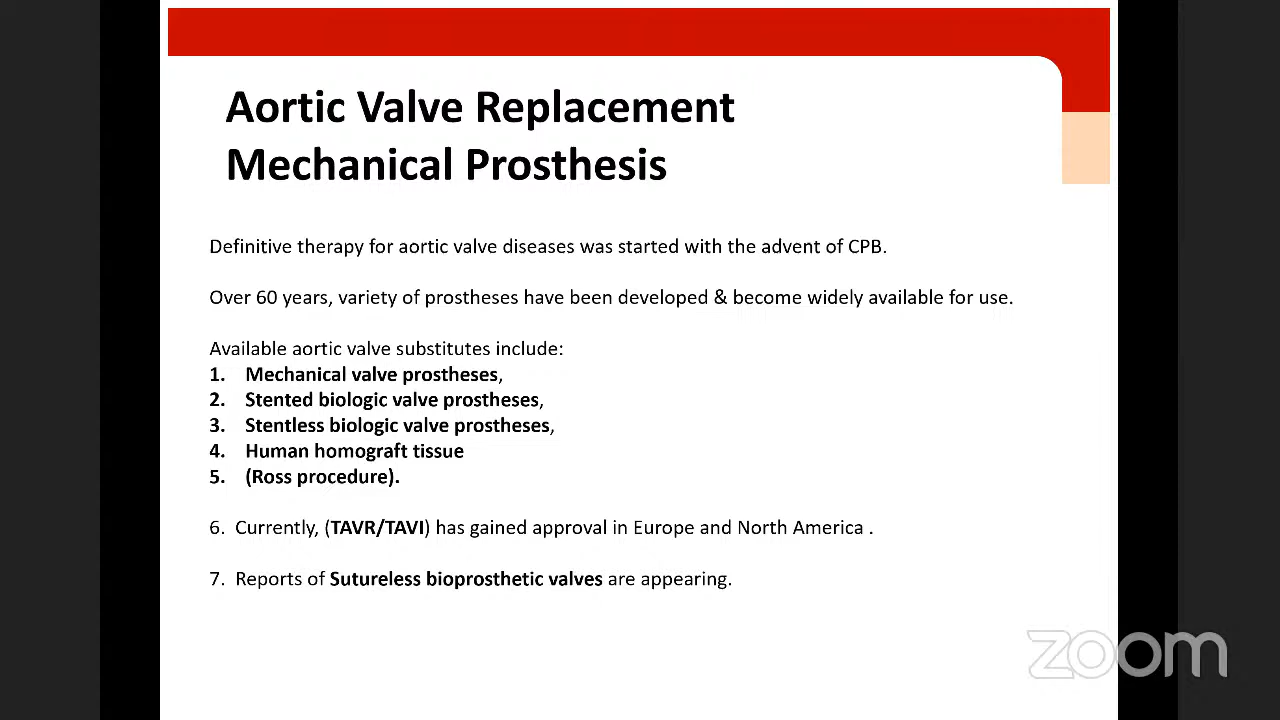 Aortic Valve Replacement
Mechanical Prosthesis
Definitive therapy for aortic valve diseases was started with the advent of CPB.
Over 60 years, variety of prostheses have been developed & become widely available for use.
Available aortic valve substitutes include:
1. Mechanical valve prostheses,
2. Stented biologic valve prostheses,
3. Stentless biologic valve prostheses,
4. Human homograft tissue
5. (Ross procedure).
6. Currently, (TAVR/TAVI) has gained approval in Europe and North America .
7. Reports of Sutureless bioprosthetic valves are appearing.
zoom